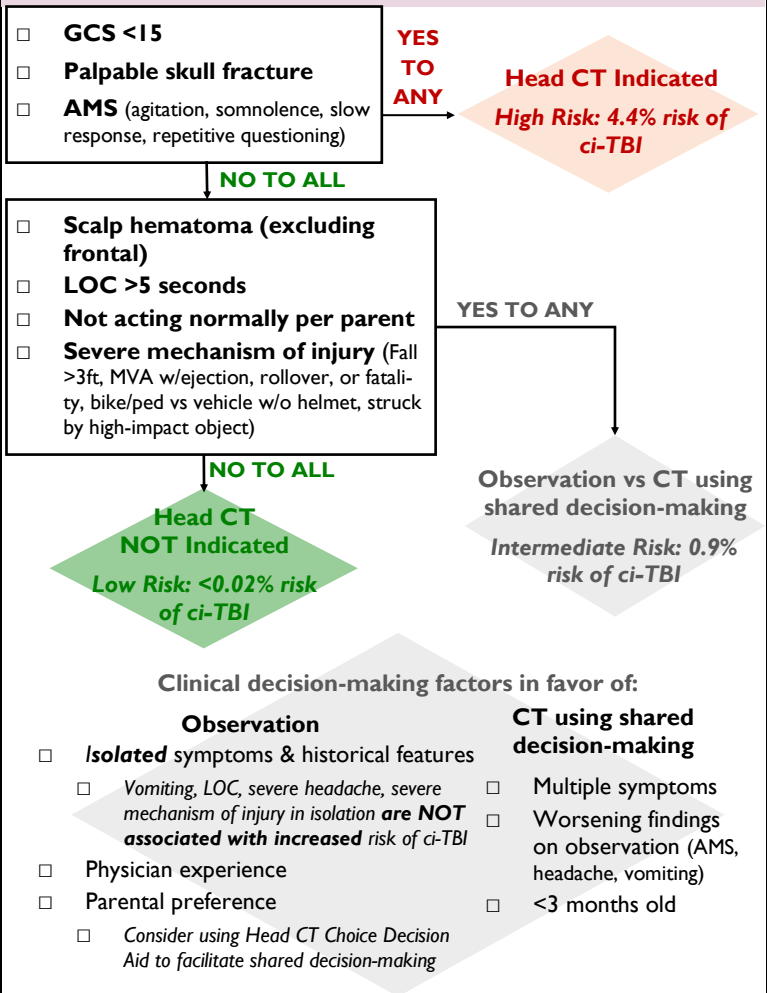 □ GCS <15
□ Palpable skull fracture
□ AMS (agitation, somnolence, slow
response, repetitive questioning)
YES
TO
ANY
Head CT Indicated
High Risk: 4.4% risk of
ci-TBI
NO TO ALL
□ Scalp hematoma (excluding
frontal)
□ LOC >5 seconds
□ Not acting normally per parent
□ Severe mechanism of injury (Fall
>3ft, MVA w/ejection, rollover, or fatali-
ty, bike/ped vs vehicle w/o helmet, struck
by high-impact object)
YES TO ANY
NO TO ALL
Observation vs CT using
shared decision-making
Intermediate Risk: 0.9%
risk of ci-TBI
Head CT
NOT Indicated
Low Risk: <0.02% risk
of ci-TBI
Clinical decision-making factors in favor of:
Observation
□ Isolated symptoms & historical features
□ Vomiting, LOC, severe headache, severe
mechanism of injury in isolation are NOT
associated with increased risk of ci-TBI
□ Physician experience
□ Parental preference
□ Consider using Head CT Choice Decision
Aid to facilitate shared decision-making
CT using shared
decision-making
□ Multiple symptoms
□ Worsening findings
on observation (AMS,
headache, vomiting)
□ <3 months old